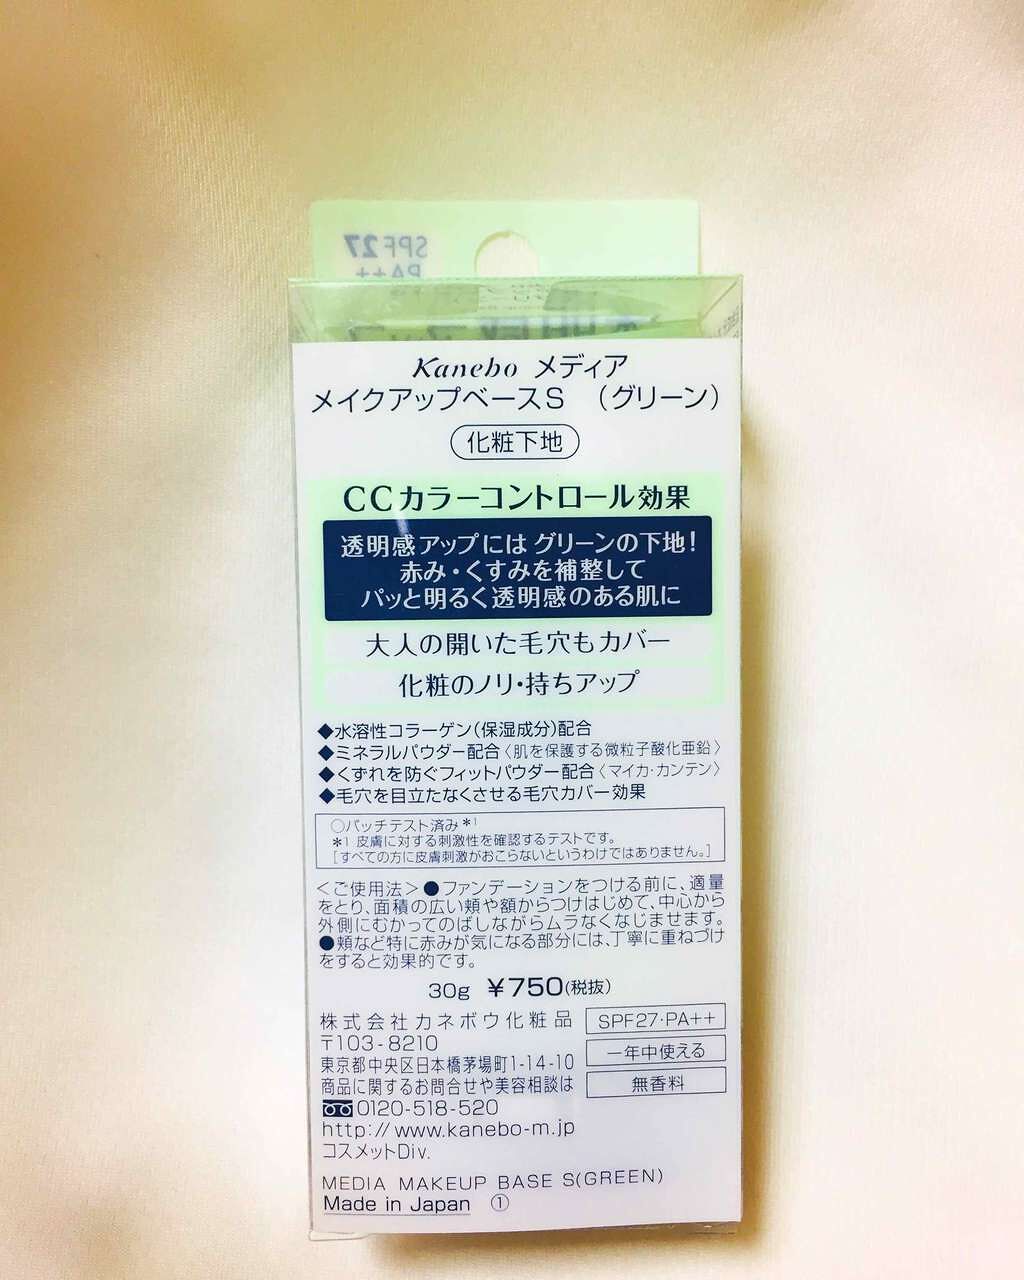 SPF27
PA++
Kanebo メディア
メイクアップベースS （グリーン）
化粧下地
CCカラーコントロール効果
透明感アップには グリーンの下地！
赤み・くすみを補整して
パッと明るく透明感のある肌に
大人の開いた毛穴もカバー
化粧のノリ・持ちアップ
◆水溶性コラーゲン（保湿成分）配合
◆ミネラルパウダー配合〈肌を保護する微粒子酸化亜鉛〉
◆くずれを防ぐフィットパウダー配合〈マイカ・カンテン〉
◆毛穴を目立たなくさせる毛穴カバー効果
○パッチテスト済み＊1
＊1 皮膚に対する刺激性を確認するテストです。
［すべての方に皮膚刺激がおこらないというわけではありません。］
＜ご使用法＞●ファンデーションをつける前に、適量
をとり、面積の広い頬や額からつけはじめて、中心から
外側にむかってのばしながらムラなくなじませます。
●頬など特に赤みが気になる部分には、丁寧に重ねづけ
をすると効果的です。
30g ￥750（税抜）
株式会社カネボウ化粧品
〒103-8210
東京都中央区日本橋茅場町1-14-10
商品に関するお問合せや美容相談は
0120-518-520
http://www.kanebo-m.jp
コスメットDiv.
SPF27・PA++
一年中使える
無香料
MEDIA MAKEUP BASE S(GREEN)
Made in Japan ①